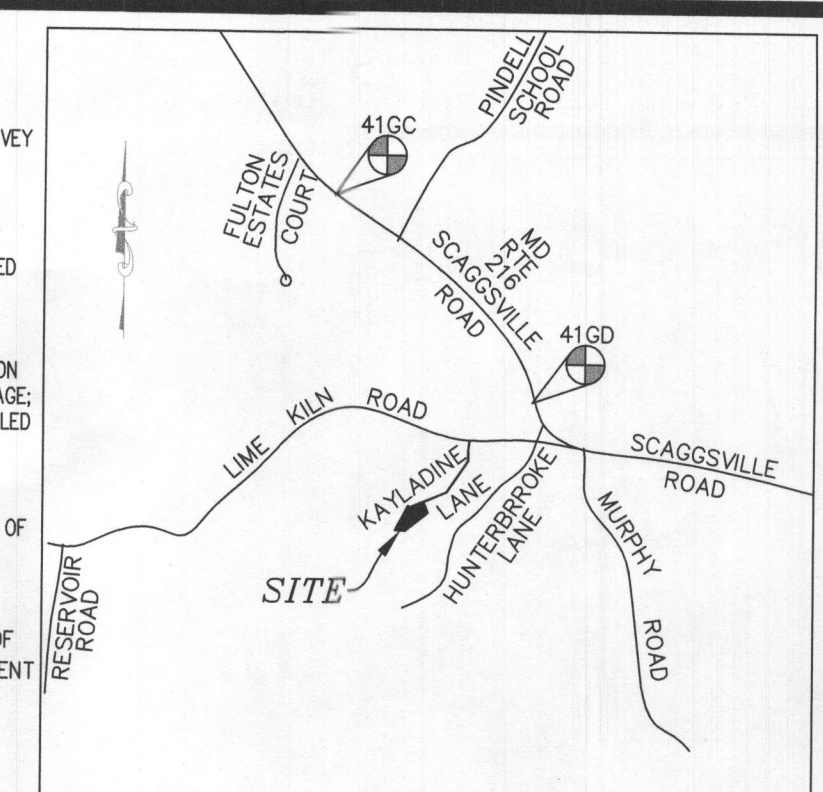 VEY
ED
ON
AGE;
LED
OF
OF
ENT
PINDELL
SCHOOL
ROAD
41GC
FULTON
ESTATES
COURT
MD
RTE
216
SCAGGSVILLE
ROAD
41GD
LIME KILN ROAD
SCAGGSVILLE
ROAD
KAYLADINE
LANE
HUNTERBRROKE
LANE
MURPHY ROAD
SITE
RESERVOIR
ROAD